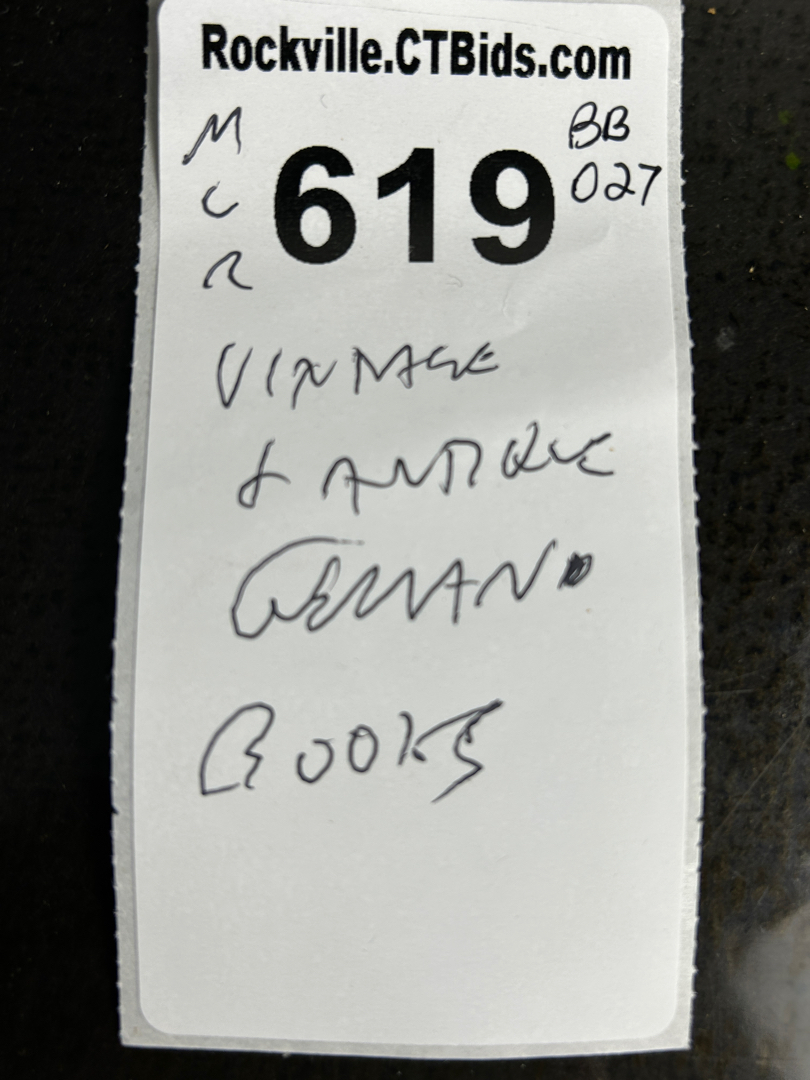 Rockville.CTBids.com
M
C
R
619
BB
027
VINTAGE
& ANTIQUE
GERMAN
BOOKS